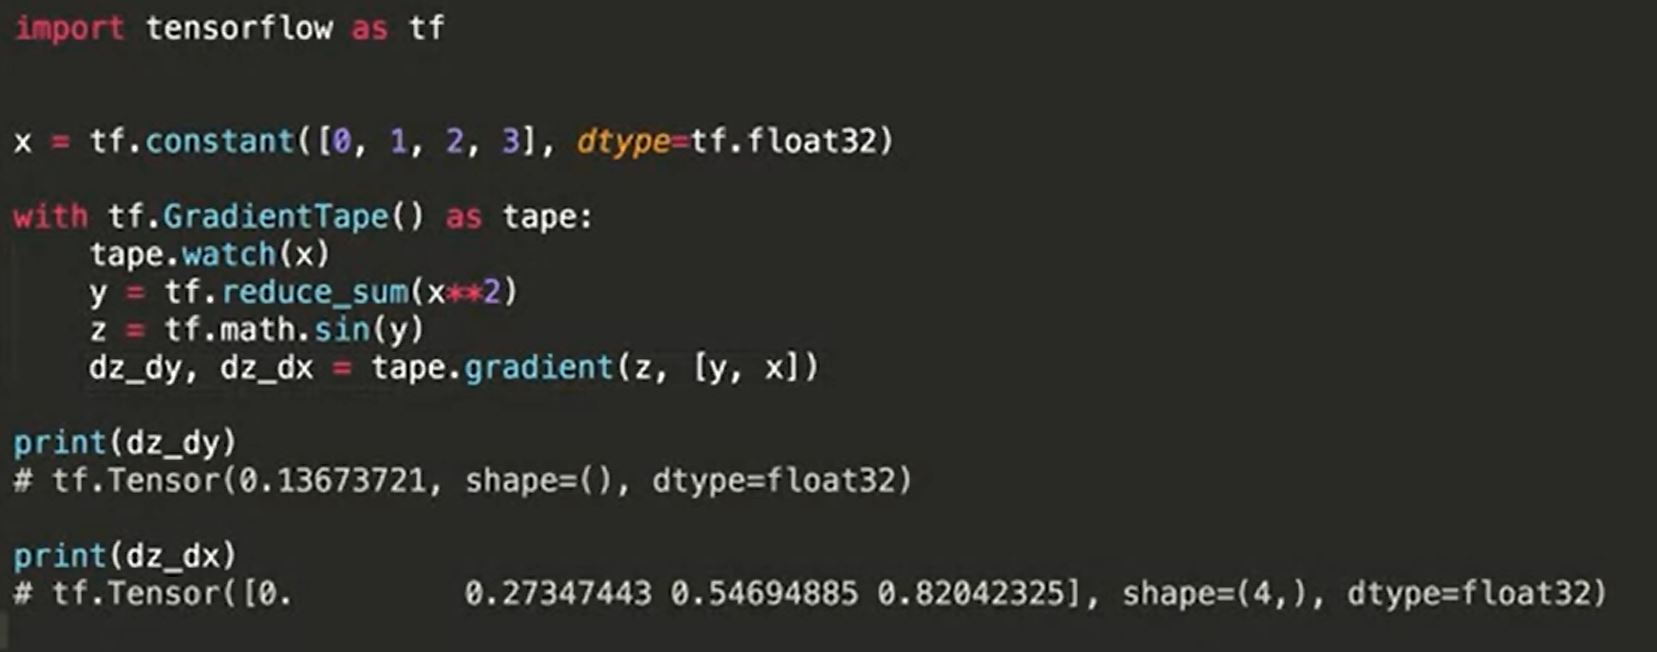 import tensorflow as tf
x = tf.constant([0, 1, 2, 3], dtype=tf.float32)
with tf.GradientTape() as tape:
    tape.watch(x)
    y = tf.reduce_sum(x**2)
    z = tf.math.sin(y)
    dz_dy, dz_dx = tape.gradient(z, [y, x])
print(dz_dy)
# tf.Tensor(0.13673721, shape=(), dtype=float32)
print(dz_dx)
# tf.Tensor([0.         0.27347443 0.54694885 0.82042325], shape=(4,), dtype=float32)